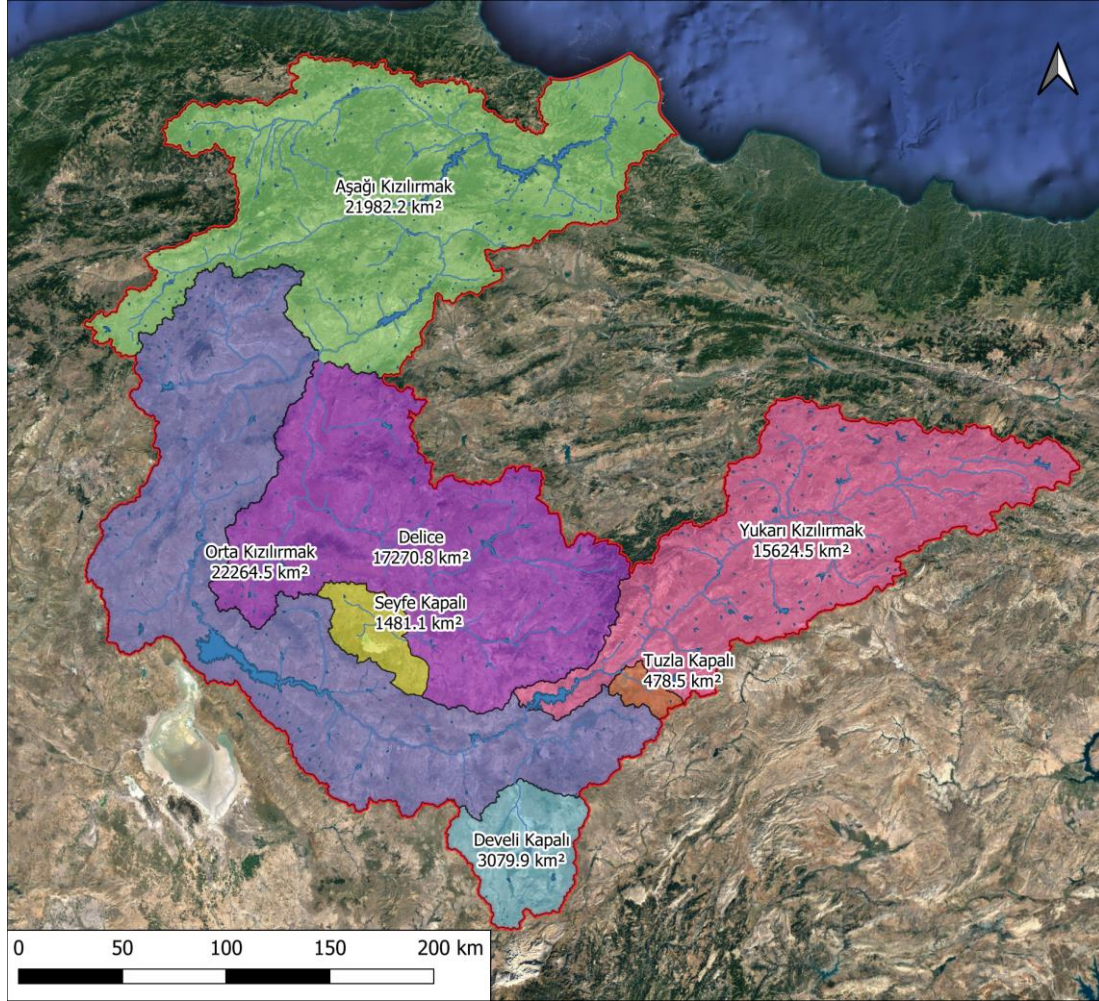 Aşağı Kızılırmak
21982.2 km²
Delice
17270.8 km²
Orta Kızılırmak
22264.5 km²
Yukarı Kızılırmak
15624.5 km²
Seyfe Kapalı
1481.1 km²
Tuzla Kapalı
478.5 km²
Develi Kapalı
3079.9 km²
0 50 100 150 200 km